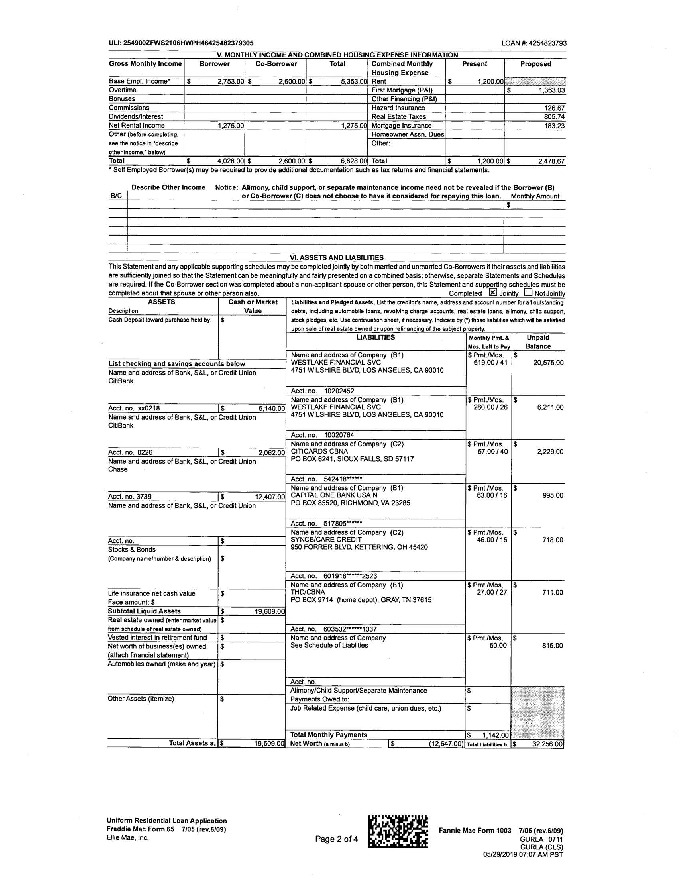 ULI: 254900ZFWS2106HWPH46425482379305 LOAN #: 4254823793
V. MONTHLY INCOME AND COMBINED HOUSING EXPENSE INFORMATION
Gross Monthly Income Borrower Co-Borrower Total Combined Monthly Housing Expense Present Proposed
Base Empl. Income* $ 2,753.00 $ 2,600.00 $ 5,353.00 Rent $ 1,200.00
Overtime First Mortgage (P&I) $ 1,363.03
Bonuses Other Financing (P&I)
Commissions Hazard Insurance 126.67
Dividends/Interest Real Estate Taxes 805.74
Net Rental Income 1,275.00 1,275.00 Mortgage Insurance 183.23
Other (before completing, Homeowner Assn. Dues
see the notice in "describe Other:
other income," below)
Total $ 4,028.00 $ 2,600.00 $ 6,628.00 Total $ 1,200.00 $ 2,478.67
* Self Employed Borrower(s) may be required to provide additional documentation such as tax returns and financial statements.
Describe Other Income Notice: Alimony, child support, or separate maintenance income need not be revealed if the Borrower (B)
B/C or Co-Borrower (C) does not choose to have it considered for repaying this loan. Monthly Amount
$
VI. ASSETS AND LIABILITIES
This Statement and any applicable supporting schedules may be completed jointly by both married and unmarried Co-Borrowers if their assets and liabilities
are sufficiently joined so that the Statement can be meaningfully and fairly presented on a combined basis; otherwise, separate Statements and Schedules
are required. If the Co-Borrower section was completed about a non-applicant spouse or other person, this Statement and supporting schedules must be
completed about that spouse or other person also. Completed X Jointly Not Jointly
ASSETS Cash or Market
Description Value
Cash Deposit toward purchase held by: $
Liabilities and Pledged Assets. List the creditor's name, address and account number for all outstanding
debts, including automobile loans, revolving charge accounts, real estate loans, alimony, child support,
stock pledges, etc. Use continuation sheet, if necessary. Indicate by (*) those liabilities which will be satisfied
upon sale of real estate owned or upon refinancing of the subject property.
LIABILITIES Monthly Pmt. & Mos. Left to Pay Unpaid Balance
List checking and savings accounts below
Name and address of Bank, S&L, or Credit Union
CitiBank
Acct. no. xx0218 $ 5,140.00
Name and address of Bank, S&L, or Credit Union
CitiBank
Acct. no. 0226 $ 2,062.00
Name and address of Bank, S&L, or Credit Union
Chase
Acct. no. 3739 $ 12,407.00
Name and address of Bank, S&L, or Credit Union
Acct. no. $
Stocks & Bonds
(Company name/number & description) $
Life insurance net cash value $
Face amount: $
Subtotal Liquid Assets $ 19,609.00
Real estate owned (enter market value $
from schedule of real estate owned)
Vested interest in retirement fund $
Net worth of business(es) owned $
(attach financial statement)
Automobiles owned (make and year) $
Other Assets (itemize) $
Total Assets a. $ 19,609.00
Name and address of Company (B1) $ Pmt./Mos. $
WESTLAKE FINANCIAL SVC 619.00 / 41 20,575.00
4751 WILSHIRE BLVD, LOS ANGELES, CA 90010
Acct. no. 10202452
Name and address of Company (B1) $ Pmt./Mos. $
WESTLAKE FINANCIAL SVC 280.00 / 26
4751 WILSHIRE BLVD, LOS ANGELES, CA 90010
Acct. no. 10020784
Name and address of Company (C2) $ Pmt./Mos. $
CITICARDS CBNA 57.00 / 40 2,229.00
PO BOX 6241, SIOUX FALLS, SD 57117
Acct. no. 542418******
Name and address of Company (B1) $ Pmt./Mos. $
CAPITAL ONE BANK USA N 63.00 / 16 995.00
PO BOX 85520, RICHMOND, VA 23285
Acct. no. 517805******
Name and address of Company (C2) $ Pmt./Mos. $
SYNCB/CARE CREDIT 46.00 / 15 718.00
950 FORRER BLVD, KETTERING, OH 45420
Acct. no. 601918******2523
Name and address of Company (B1) $ Pmt./Mos. $
THD/CBNA 27.00 / 27 711.00
PO BOX 9714 (home depot), GRAY, TN 37615
Acct. no. 603532******1037
Name and address of Company $ Pmt./Mos. $
See Schedule of Liabilities 50.00 816.00
Acct. no.
Alimony/Child Support/Separate Maintenance $
Payments Owed to:
Job Related Expense (child care, union dues, etc.) $
Total Monthly Payments $ 1,142.00
Net Worth (a minus b) $ (12,647.00) Total Liabilities b. $ 32,256.00
Uniform Residential Loan Application
Freddie Mac Form 65 7/05 (rev.6/09)
Ellie Mae, Inc.
Page 2 of 4
Fannie Mae Form 1003 7/05 (rev.6/09)
GURLA 0711
GURLA (CLS)
05/29/2019 07:07 AM PST